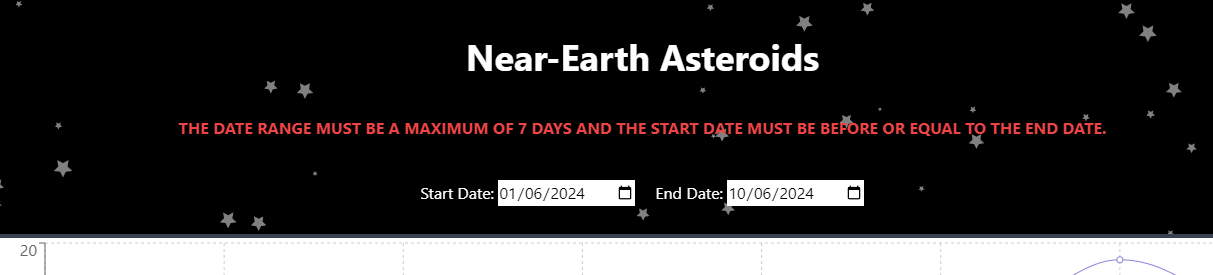 Near-Earth Asteroids
THE DATE RANGE MUST BE A MAXIMUM OF 7 DAYS AND THE START DATE MUST BE BEFORE OR EQUAL TO THE END DATE.
Start Date: 01/06/2024 End Date: 10/06/2024
20